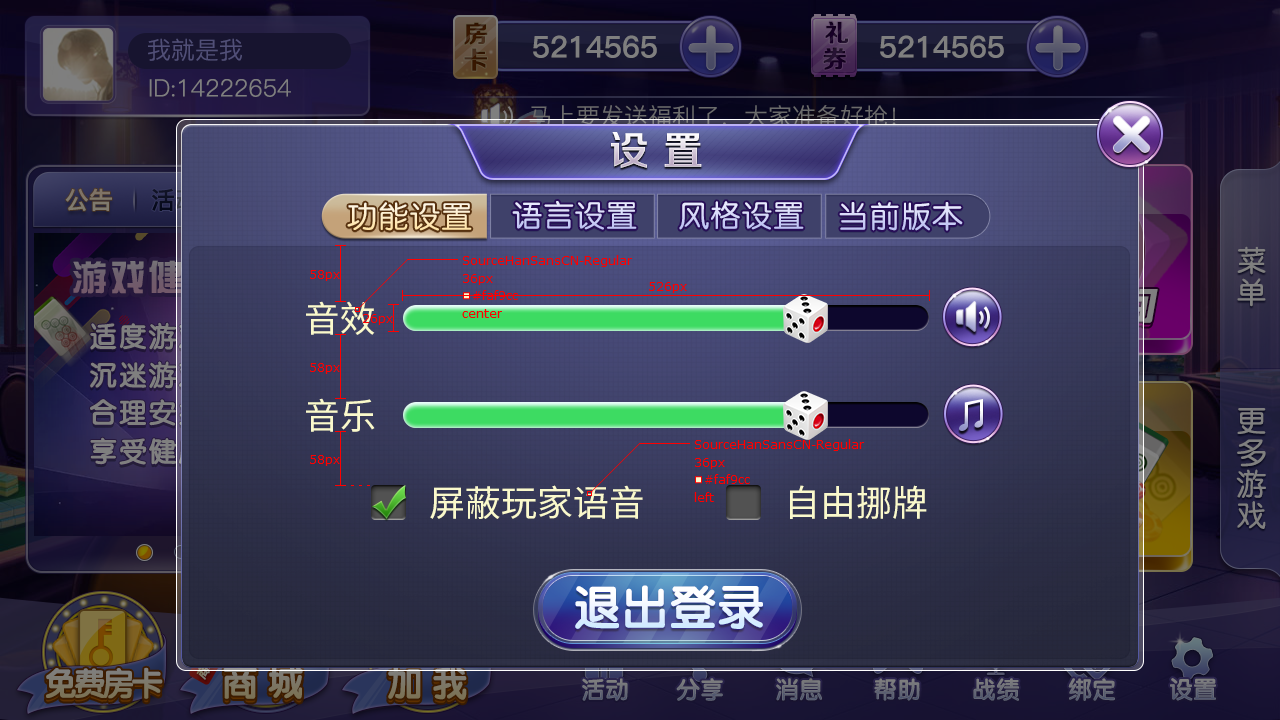 我就是我
ID:14222654
房卡
5214565
礼券
5214565
马上要发送福利了，大家准备好抢！
设置
公告
活
功能设置
语言设置
风格设置
当前版本
游戏健
适度游
沉迷游
合理安
享受健
58px
SourceHanSansCN-Regular
36px
#faf9cc
center
526px
音效
58px
音乐
58px
SourceHanSansCN-Regular
36px
#faf9cc
left
屏蔽玩家语音
自由挪牌
退出登录
菜单
更多游戏
免费房卡
商城
加我
活动
分享
消息
帮助
战绩
绑定
设置